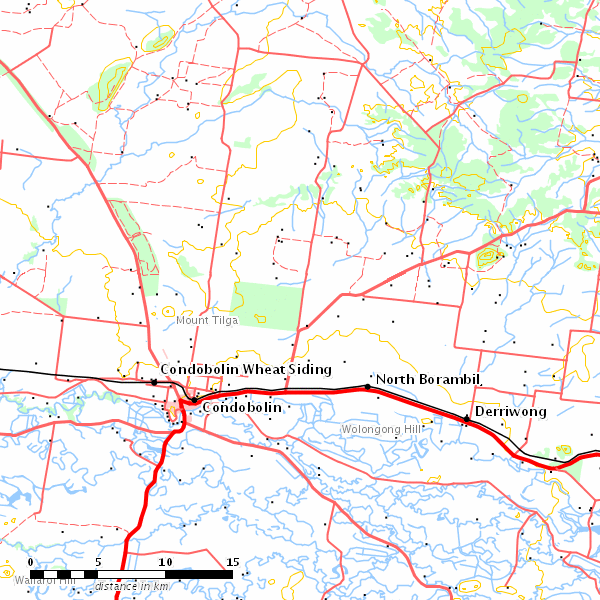 Mount Tilga
Condobolin Wheat Siding
North Borambil
Condobolin
Derriwong
Wolongong Hill
0 5 10 15
Wallaroi Hill
distance in km